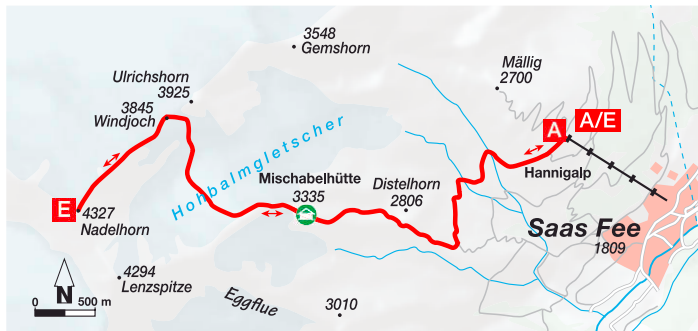 3548
Gemshorn
Mällig
2700
Ulrichshorn
3925
3845
Windjoch
A
A/E
Hohbalmgletscher
Hannigalp
Mischabelhütte
3335
Distelhorn
2806
E
4327
Nadelhorn
Saas Fee
1809
4294
Lenzspitze
N
0 500 m
Eggflue
3010